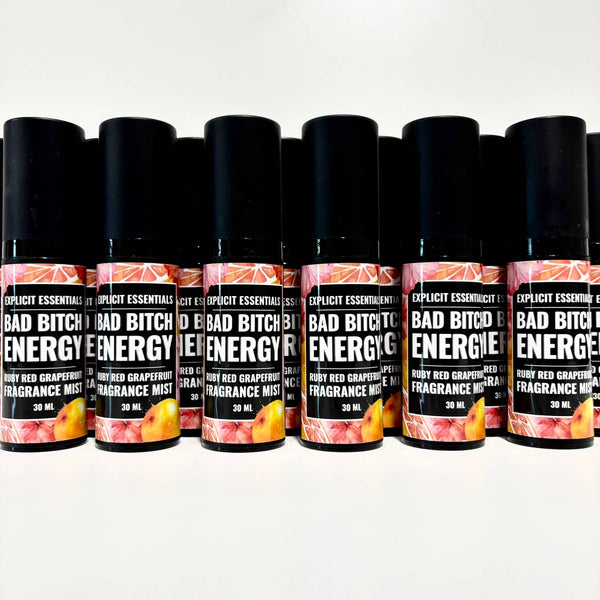 EXPLICIT ESSENTIALS
BAD BITCH
ENERGY
RUBY RED GRAPEFRUIT
FRAGRANCE MIST
30 ML
EXPLICIT ESSENTIALS
BAD BITCH
ENERGY
RUBY RED GRAPEFRUIT
FRAGRANCE MIST
30 ML
EXPLICIT ESSENTIALS
BAD BITCH
ENERGY
RUBY RED GRAPEFRUIT
FRAGRANCE MIST
30 ML
EXPLICIT ESSENTIALS
BAD BITCH
ENERGY
RUBY RED GRAPEFRUIT
FRAGRANCE MIST
30 ML
EXPLICIT ESSENTIALS
BAD BITCH
ENERGY
RUBY RED GRAPEFRUIT
FRAGRANCE MIST
30 ML
EXPLICIT ESSENTIALS
BAD BITCH
ENERGY
RUBY RED GRAPEFRUIT
FRAGRANCE MIST
30 ML